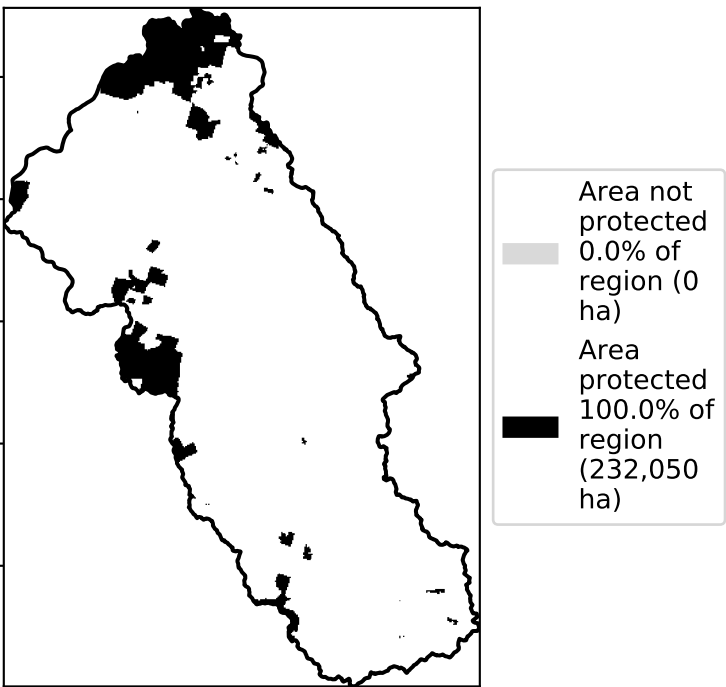 Area not
protected
0.0% of
region (0
ha)
Area
protected
100.0% of
region
(232,050
ha)